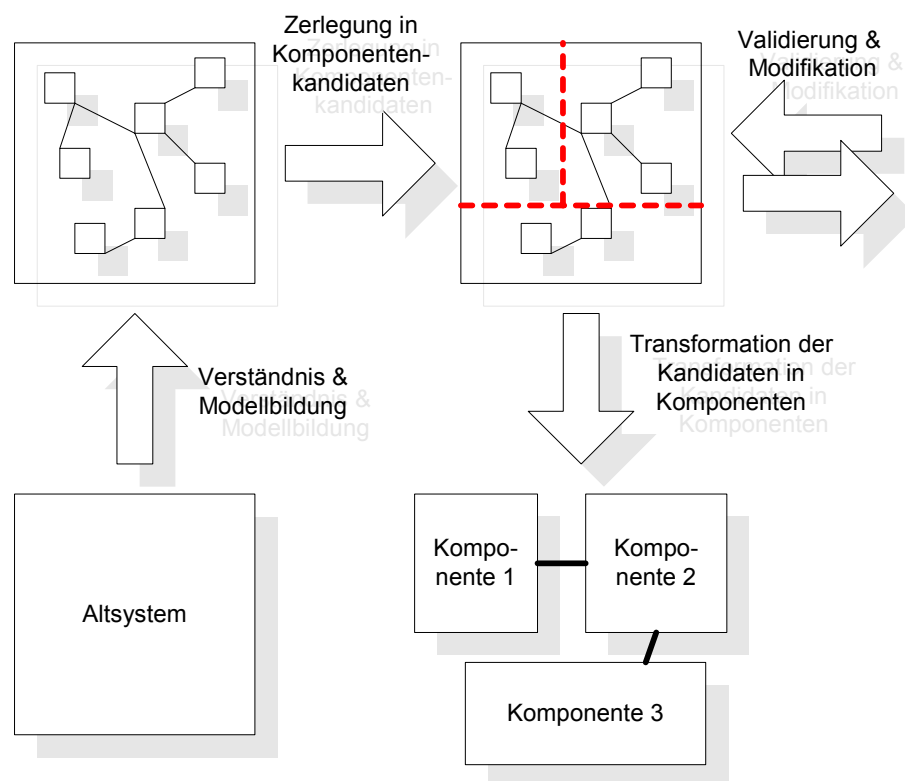 Zerlegung in
Komponenten-
kandidaten
Validierung &
Modifikation
Verständnis &
Modellbildung
Transformation der
Kandidaten in
Komponenten
Altsystem
Kompo-
nente 1
Kompo-
nente 2
Komponente 3